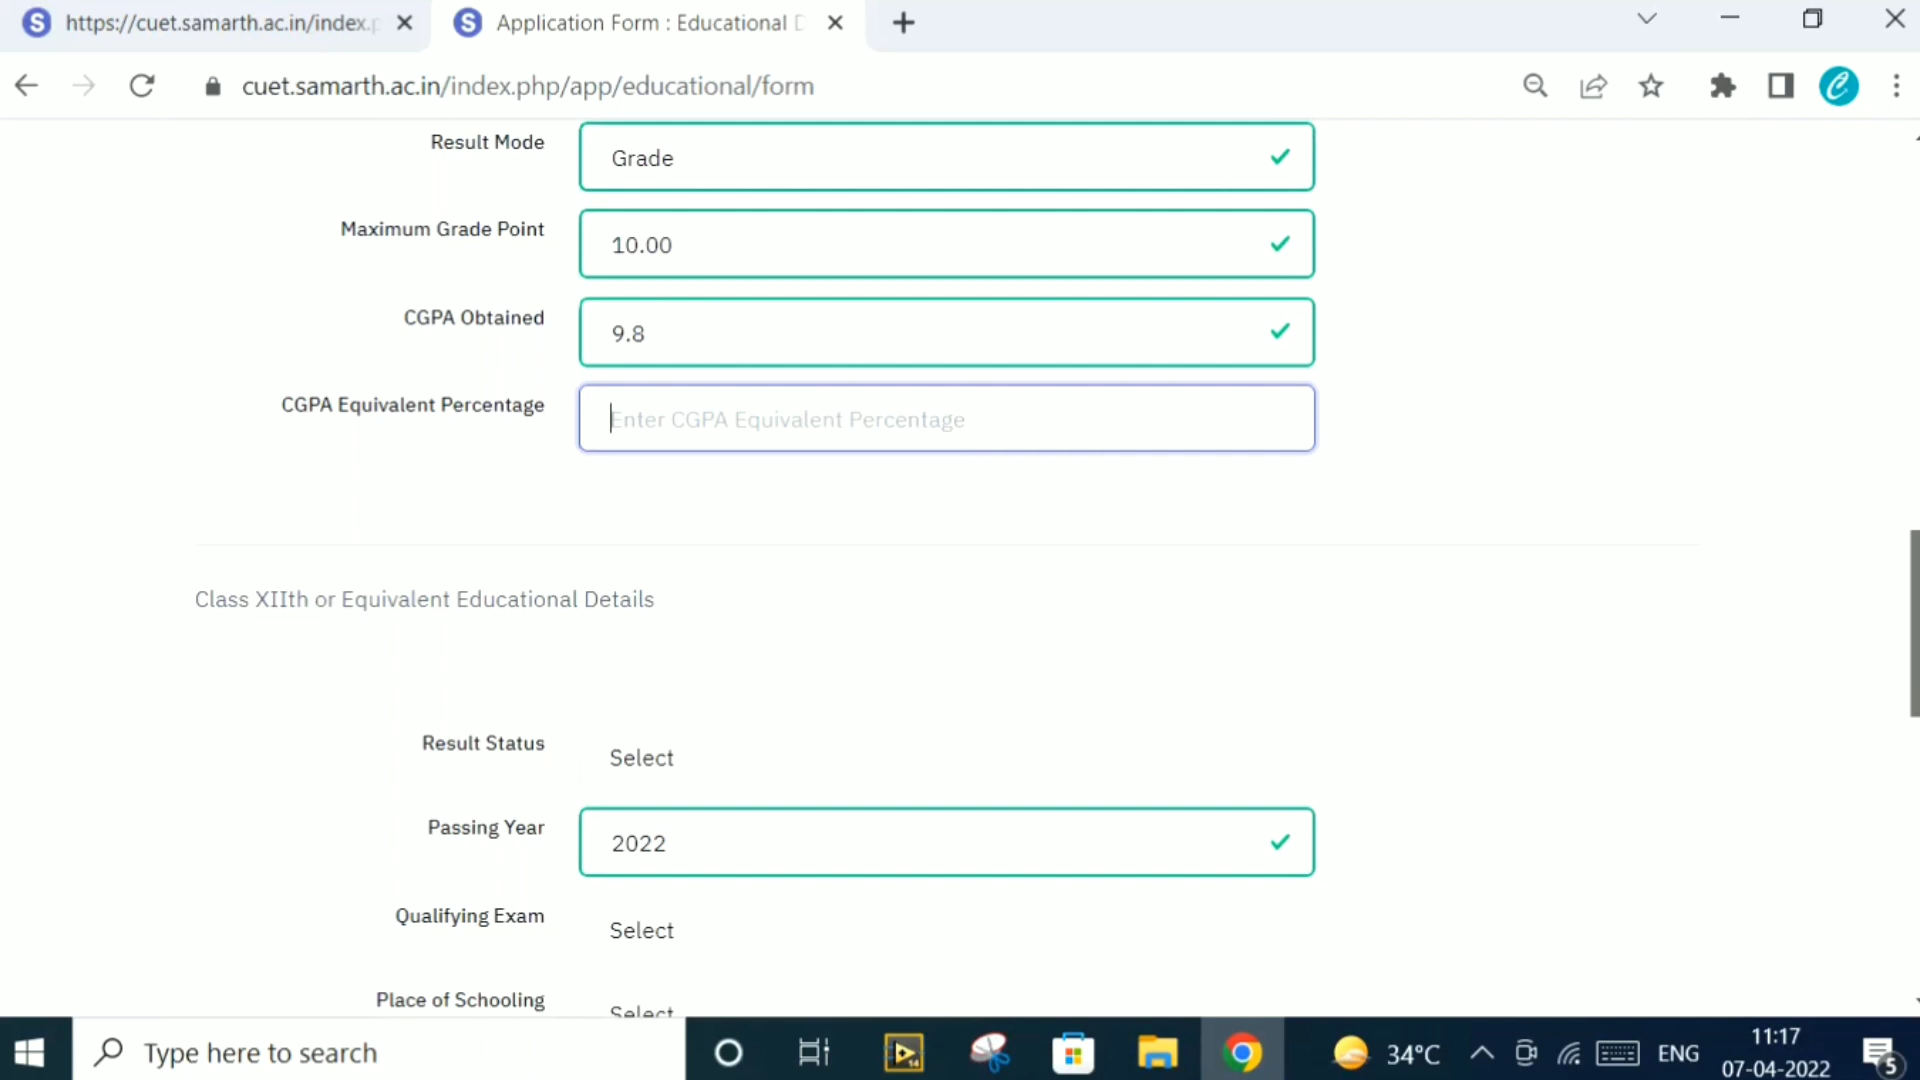 https://cuet.samarth.ac.in/index.p
Application Form : Educational D
cuet.samarth.ac.in/index.php/app/educational/form
Result Mode
Grade
Maximum Grade Point
10.00
CGPA Obtained
9.8
CGPA Equivalent Percentage
Enter CGPA Equivalent Percentage
Class XIIth or Equivalent Educational Details
Result Status
Select
Passing Year
2022
Qualifying Exam
Select
Place of Schooling
Select
Type here to search
34°C
ENG
11:17
07-04-2022
5